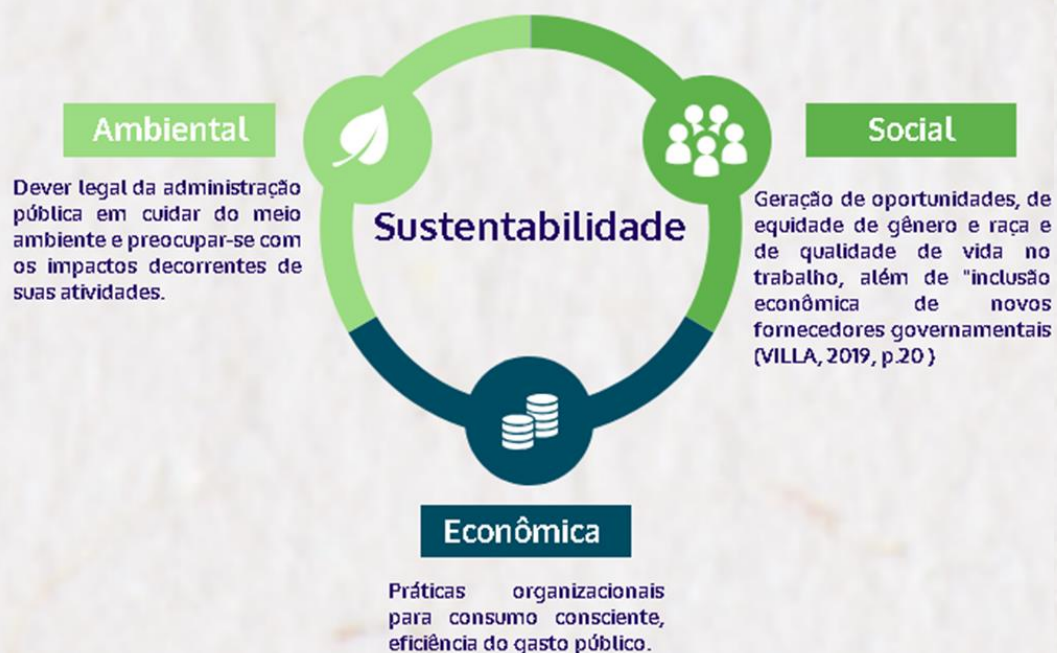 Ambiental
Dever legal da administração
pública em cuidar do meio
ambiente e preocupar-se com
os impactos decorrentes de
suas atividades.
Sustentabilidade
Social
Geração de oportunidades, de
equidade de gênero e raça e
de qualidade de vida no
trabalho, além de "inclusão
econômica de novos
fornecedores governamentais
(VILLA, 2019, p.20 )
Econômica
Práticas organizacionais
para consumo consciente,
eficiência do gasto público.